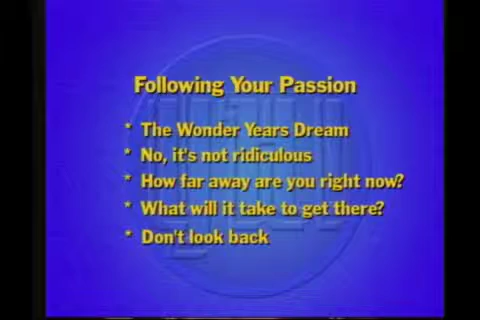 Following Your Passion
* The Wonder Years Dream
* No, it's not ridiculous
* How far away are you right now?
* What will it take to get there?
* Don't look back